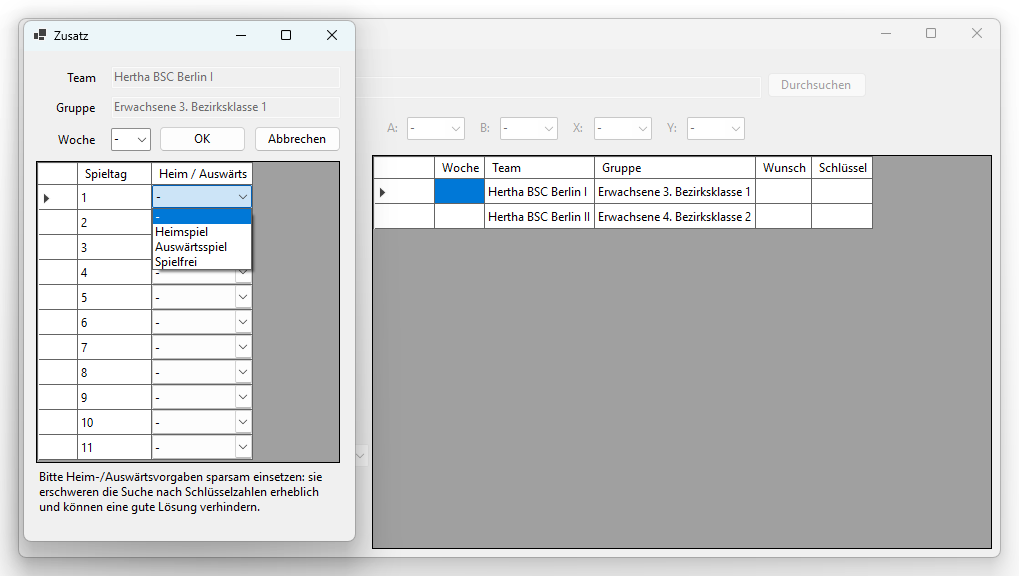 Zusatz
Team Hertha BSC Berlin I
Gruppe Erwachsene 3. Bezirksklasse 1
Woche - OK Abbrechen
Spieltag Heim / Auswärts
1 -
-
2
Heimspiel
3 Auswärtsspiel
Spielfrei
4 -
5 -
6 -
7 -
8 -
9 -
10 -
11 -
Bitte Heim-/Auswärtsvorgaben sparsam einsetzen: sie
erschweren die Suche nach Schlüsselzahlen erheblich
und können eine gute Lösung verhindern.
Durchsuchen
A: - B: - X: - Y: -
Woche Team Gruppe Wunsch Schlüssel
Hertha BSC Berlin I Erwachsene 3. Bezirksklasse 1
Hertha BSC Berlin II Erwachsene 4. Bezirksklasse 2